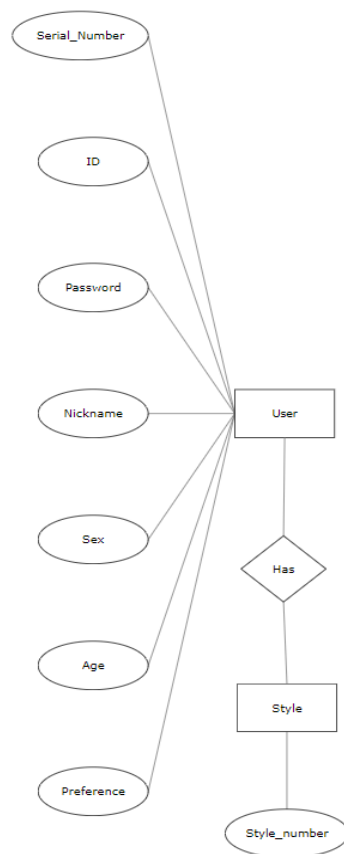 Serial_Number
ID
Password
Nickname
User
Sex
Has
Age
Style
Preference
Style_number